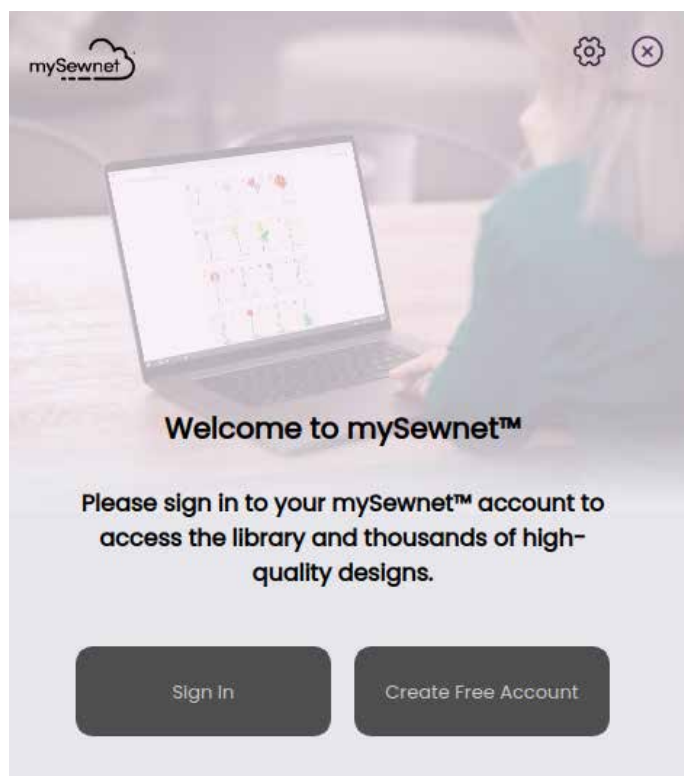 mySewnet
Welcome to mySewnet™
Please sign in to your mySewnet™ account to
access the library and thousands of high-
quality designs.
Sign In
Create Free Account